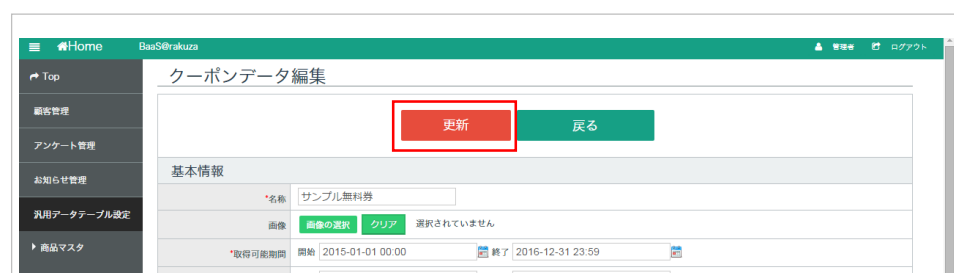 Home BaaS@rakuza 管理者 ログアウト
Top
顧客管理
アンケート管理
お知らせ管理
汎用データテーブル設定
商品マスタ
クーポンデータ編集
更新 戻る
基本情報
*名称 サンプル無料券
画像 画像の選択 クリア 選択されていません
*取得可能期間 開始 2015-01-01 00:00 終了 2016-12-31 23:59